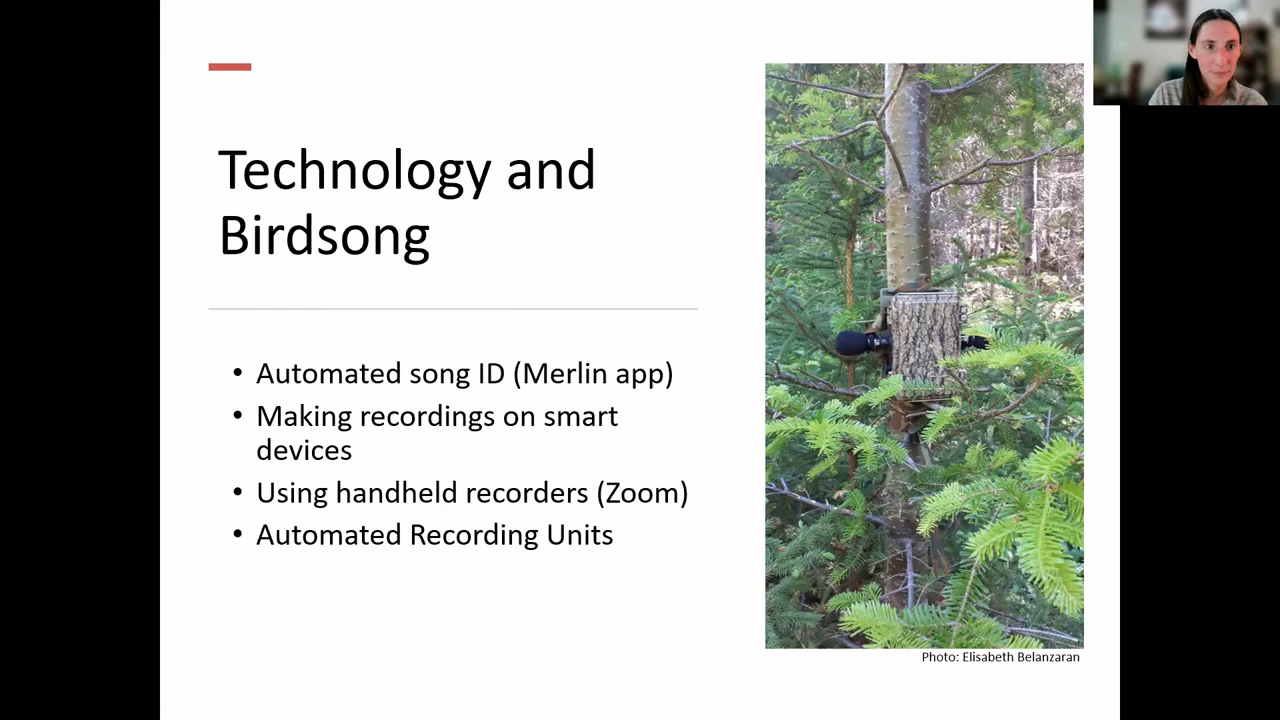 Technology and
Birdsong
• Automated song ID (Merlin app)
• Making recordings on smart
devices
• Using handheld recorders (Zoom)
• Automated Recording Units
Photo: Elisabeth Belanzaran